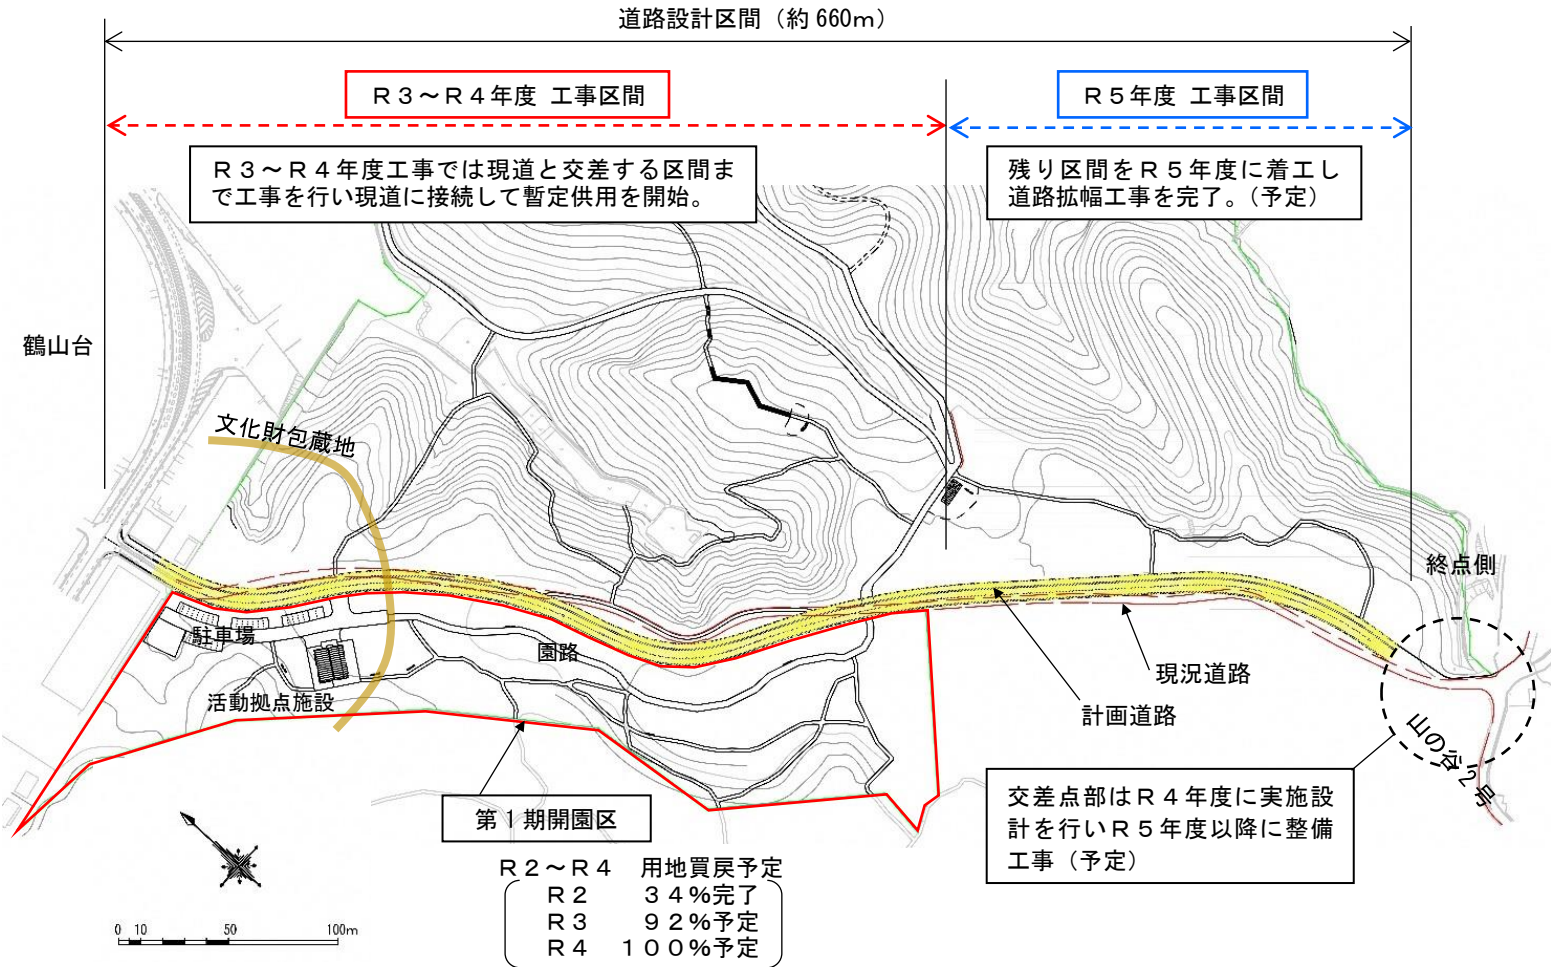 道路設計区間（約660ｍ）
Ｒ３～Ｒ４年度 工事区間
Ｒ５年度 工事区間
Ｒ３～Ｒ４年度工事では現道と交差する区間ま
で工事を行い現道に接続して暫定供用を開始。
残り区間をＲ５年度に着工し
道路拡幅工事を完了。（予定）
鶴山台
文化財包蔵地
終点側
駐車場
園路
活動拠点施設
現況道路
計画道路
山の谷２号
第１期開園区
交差点部はＲ４年度に実施設
計を行いＲ５年度以降に整備
工事（予定）
Ｒ２～Ｒ４　用地買戻予定
Ｒ２　３４％完了
Ｒ３　９２％予定
Ｒ４　１００％予定
0 10 50 100m